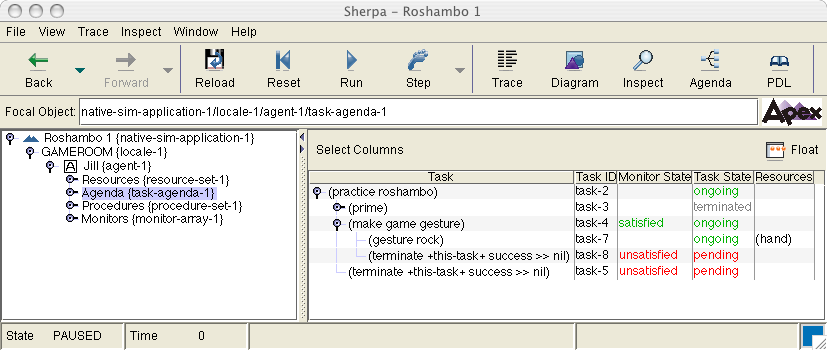 Sherpa - Roshambo 1
File View Trace Inspect Window Help
Back Forward Reload Reset Run Step Trace Diagram Inspect Agenda PDL
Focal Object: native-sim-application-1/locale-1/agent-1/task-agenda-1 Apex
Roshambo 1 {native-sim-application-1}
GAMEROOM {locale-1}
A Jill {agent-1}
Resources {resource-set-1}
Agenda {task-agenda-1}
Procedures {procedure-set-1}
Monitors {monitor-array-1}
Select Columns Float
Task Task ID Monitor State Task State Resources
(practice roshambo) task-2 ongoing
(prime) task-3 terminated
(make game gesture) task-4 satisfied ongoing
(gesture rock) task-7 ongoing (hand)
(terminate +this-task+ success >> nil) task-8 unsatisfied pending
(terminate +this-task+ success >> nil) task-5 unsatisfied pending
State PAUSED Time 0